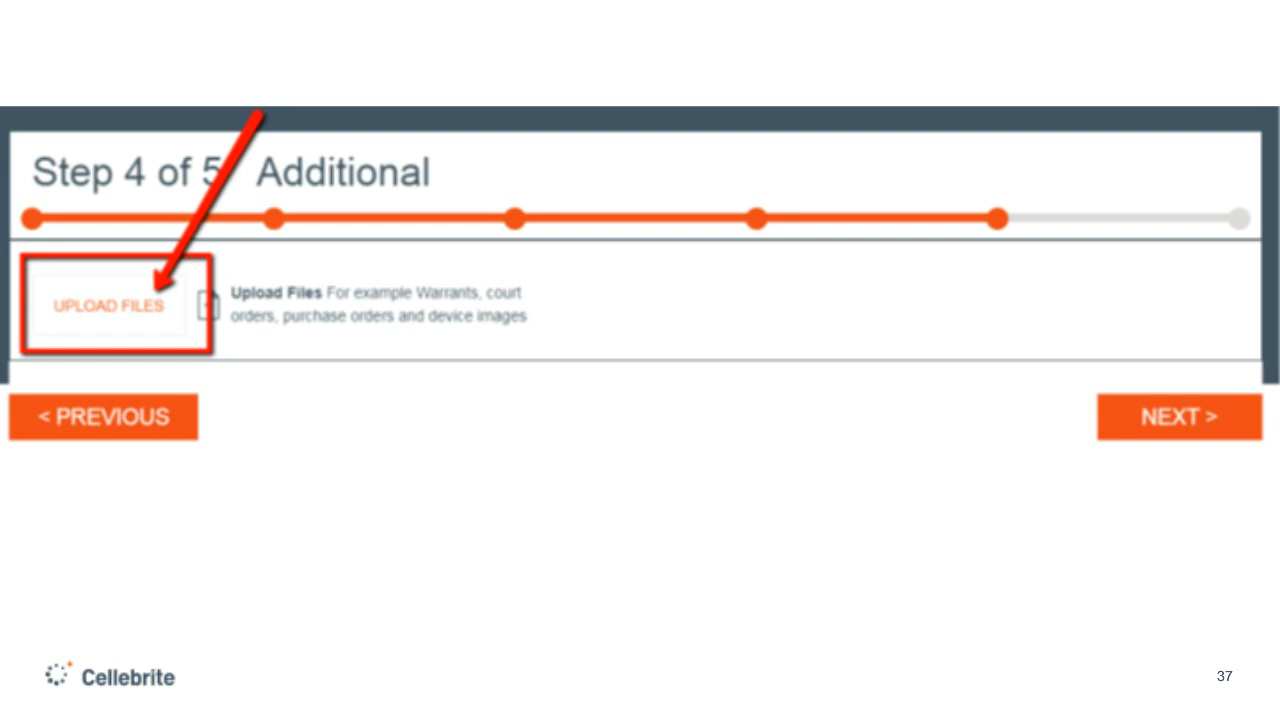 Step 4 of 5 Additional
UPLOAD FILES
Upload Files For example Warrants, court
orders, purchase orders and device images
< PREVIOUS
NEXT >
Cellebrite
37